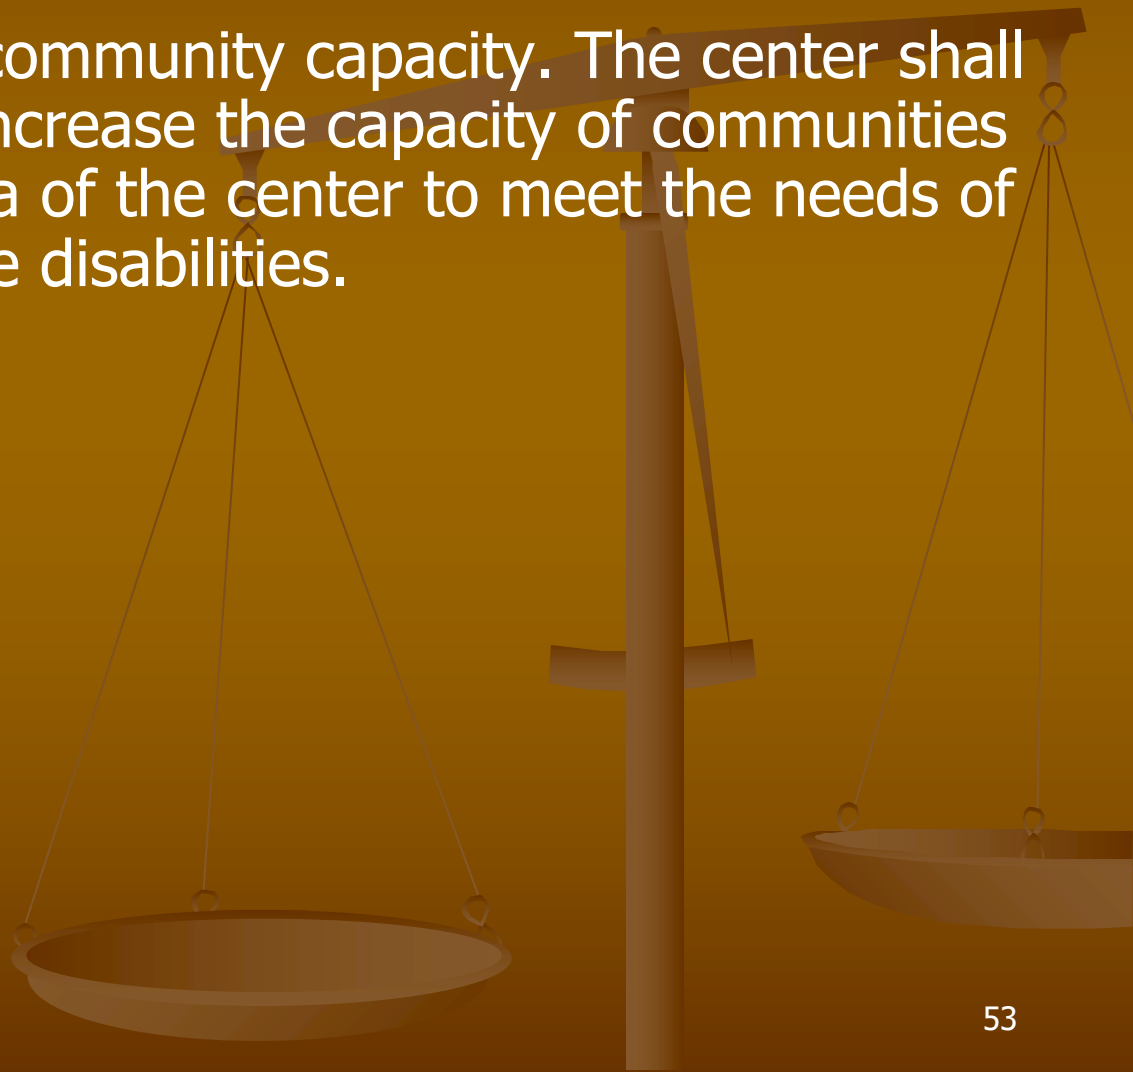 community capacity. The center shall
ncrease the capacity of communities
a of the center to meet the needs of
e disabilities.
53